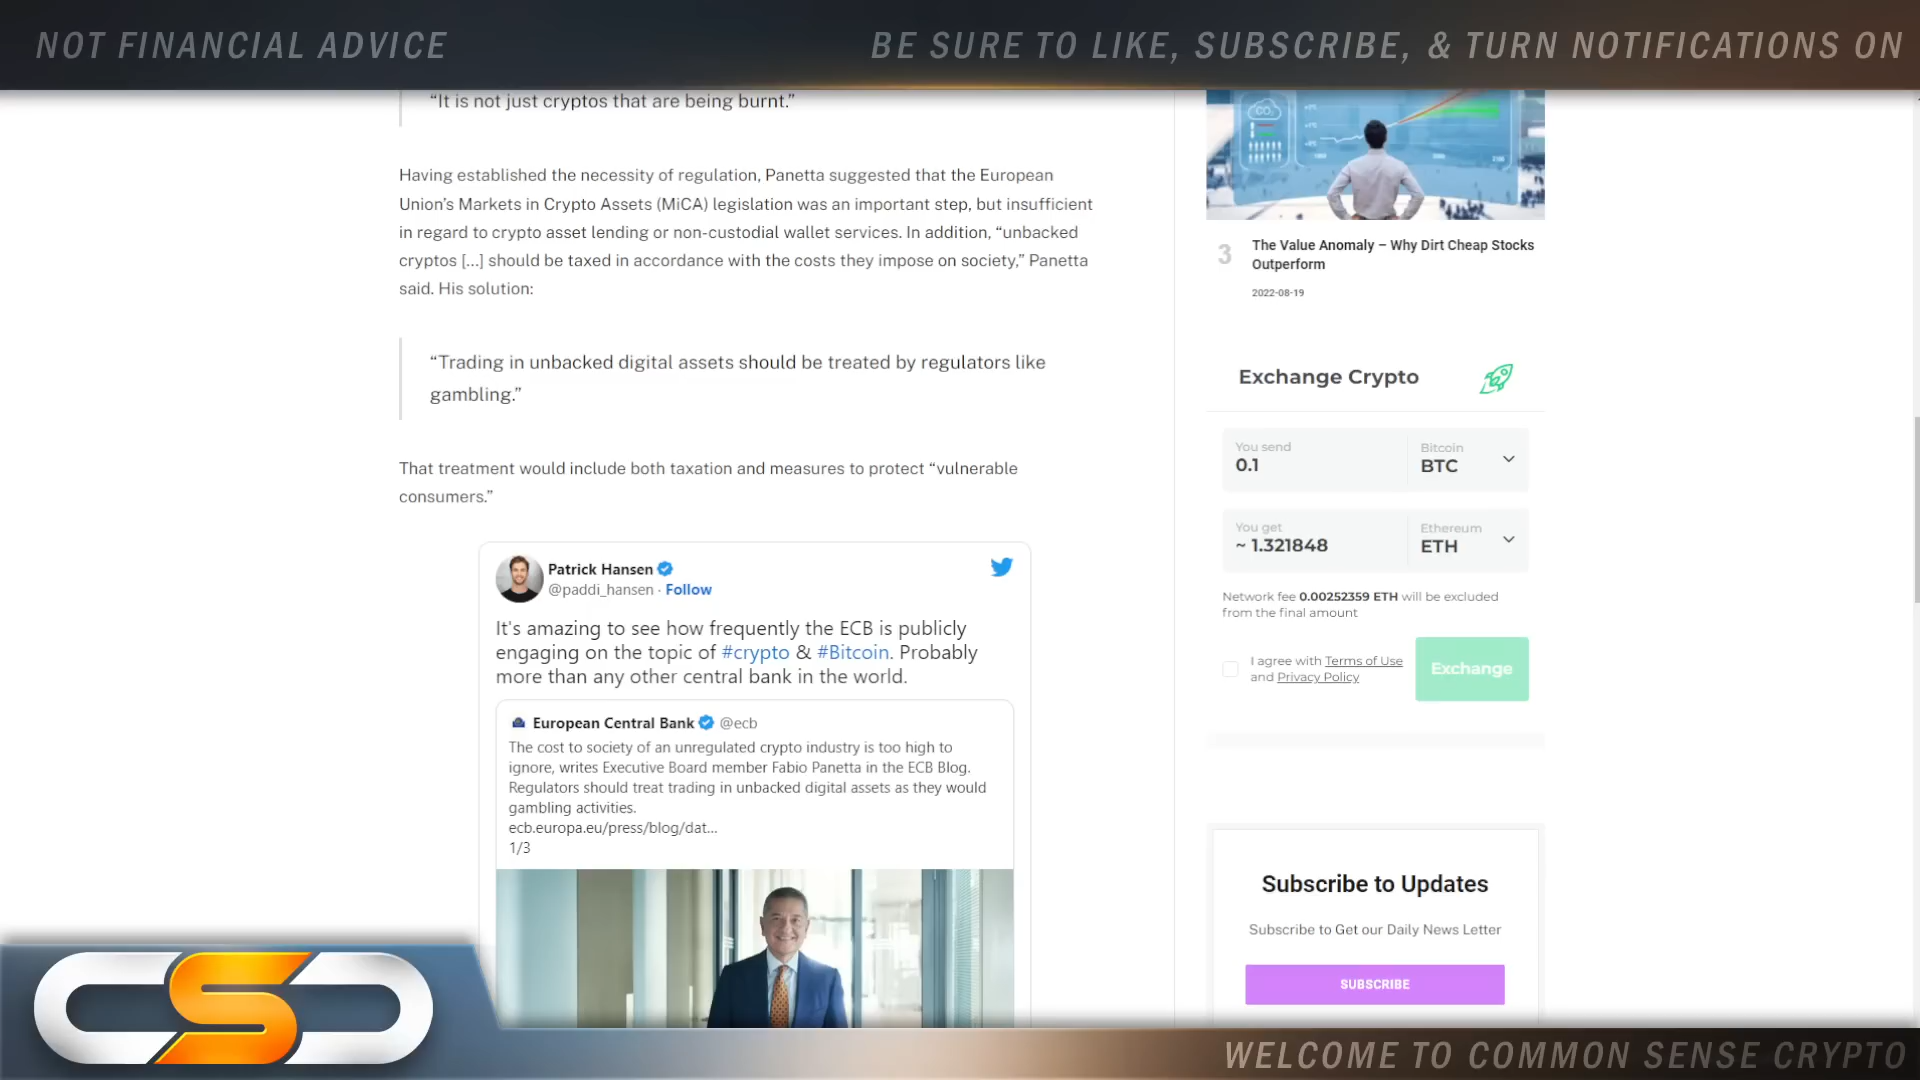 NOT FINANCIAL ADVICE
BE SURE TO LIKE, SUBSCRIBE, & TURN NOTIFICATIONS ON
“It is not just cryptos that are being burnt.”
Having established the necessity of regulation, Panetta suggested that the European
Union’s Markets in Crypto Assets (MiCA) legislation was an important step, but insufficient
in regard to crypto asset lending or non-custodial wallet services. In addition, “unbacked
cryptos [...] should be taxed in accordance with the costs they impose on society,” Panetta
said. His solution:
“Trading in unbacked digital assets should be treated by regulators like
gambling.”
That treatment would include both taxation and measures to protect “vulnerable
consumers.”
Patrick Hansen
@paddi_hansen · Follow
It's amazing to see how frequently the ECB is publicly
engaging on the topic of #crypto & #Bitcoin. Probably
more than any other central bank in the world.
European Central Bank @ecb
The cost to society of an unregulated crypto industry is too high to
ignore, writes Executive Board member Fabio Panetta in the ECB Blog.
Regulators should treat trading in unbacked digital assets as they would
gambling activities.
ecb.europa.eu/press/blog/dat...
1/3
3
The Value Anomaly – Why Dirt Cheap Stocks
Outperform
2022-08-19
Exchange Crypto
You send
0.1
Bitcoin
BTC
You get
~ 1.321848
Ethereum
ETH
Network fee 0.00252359 ETH will be excluded
from the final amount
I agree with Terms of Use
and Privacy Policy
Exchange
Subscribe to Updates
Subscribe to Get our Daily News Letter
SUBSCRIBE
CSC
WELCOME TO COMMON SENSE CRYPTO